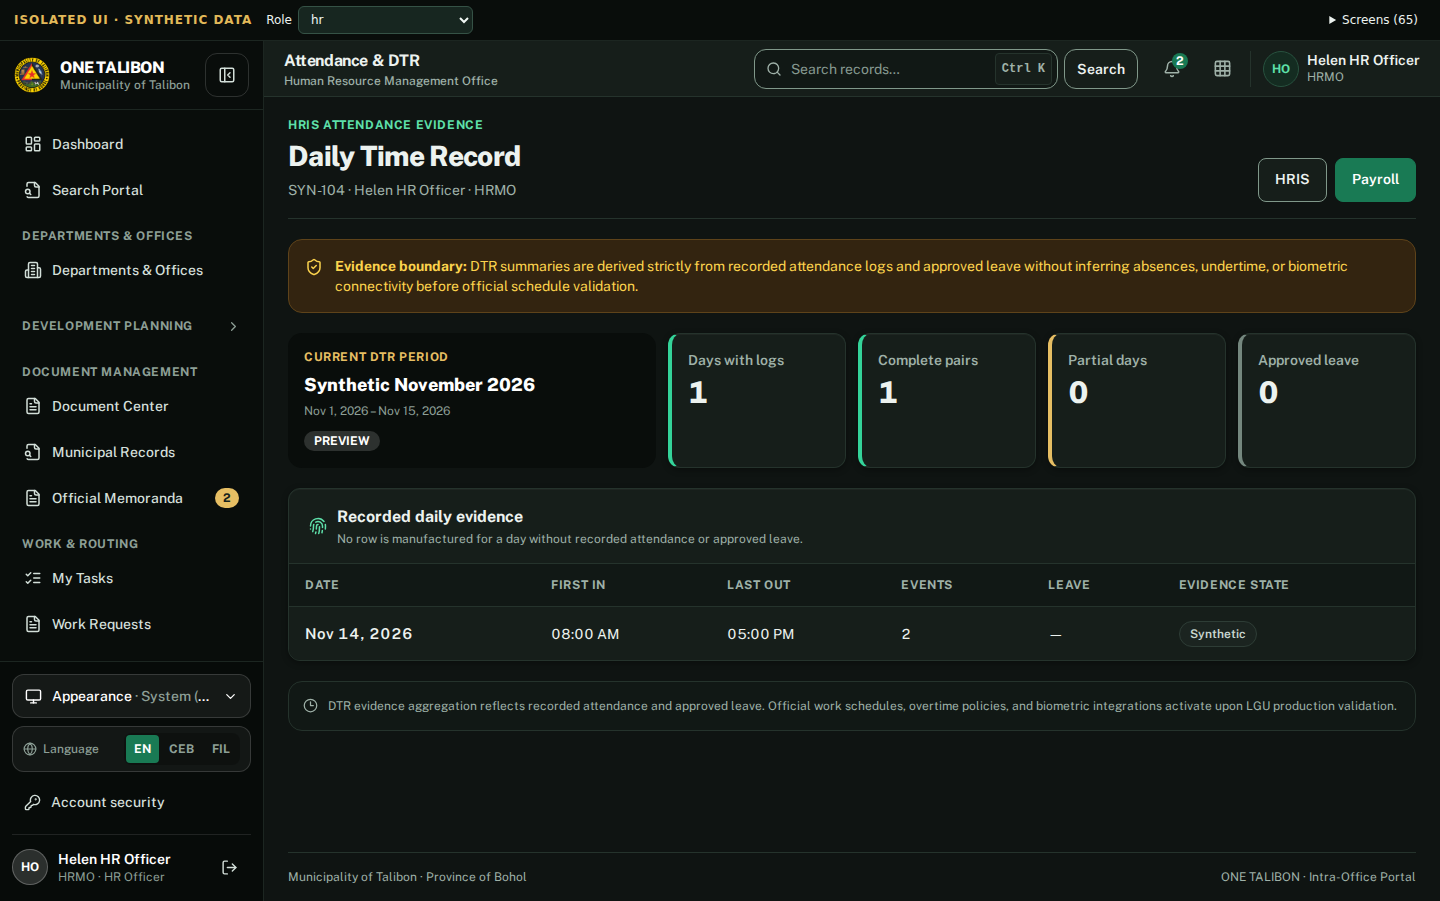 ISOLATED UI · SYNTHETIC DATA
Role
hr
Screens (65)
ONE TALIBON
Municipality of Talibon
Attendance & DTR
Human Resource Management Office
Search records...
Ctrl K
Search
2
HO
Helen HR Officer
HRMO
Dashboard
Search Portal
DEPARTMENTS & OFFICES
Departments & Offices
DEVELOPMENT PLANNING
DOCUMENT MANAGEMENT
Document Center
Municipal Records
Official Memoranda
2
WORK & ROUTING
My Tasks
Work Requests
Appearance · System (...
Language
EN
CEB
FIL
Account security
HO
Helen HR Officer
HRMO · HR Officer
HRIS ATTENDANCE EVIDENCE
Daily Time Record
SYN-104 · Helen HR Officer · HRMO
HRIS
Payroll
Evidence boundary: DTR summaries are derived strictly from recorded attendance logs and approved leave without inferring absences, undertime, or biometric
connectivity before official schedule validation.
CURRENT DTR PERIOD
Synthetic November 2026
Nov 1, 2026 – Nov 15, 2026
PREVIEW
Days with logs
1
Complete pairs
1
Partial days
0
Approved leave
0
Recorded daily evidence
No row is manufactured for a day without recorded attendance or approved leave.
DATE FIRST IN LAST OUT EVENTS LEAVE EVIDENCE STATE
Nov 14, 2026 08:00 AM 05:00 PM 2 — Synthetic
DTR evidence aggregation reflects recorded attendance and approved leave. Official work schedules, overtime policies, and biometric integrations activate upon LGU production validation.
Municipality of Talibon · Province of Bohol
ONE TALIBON · Intra-Office Portal